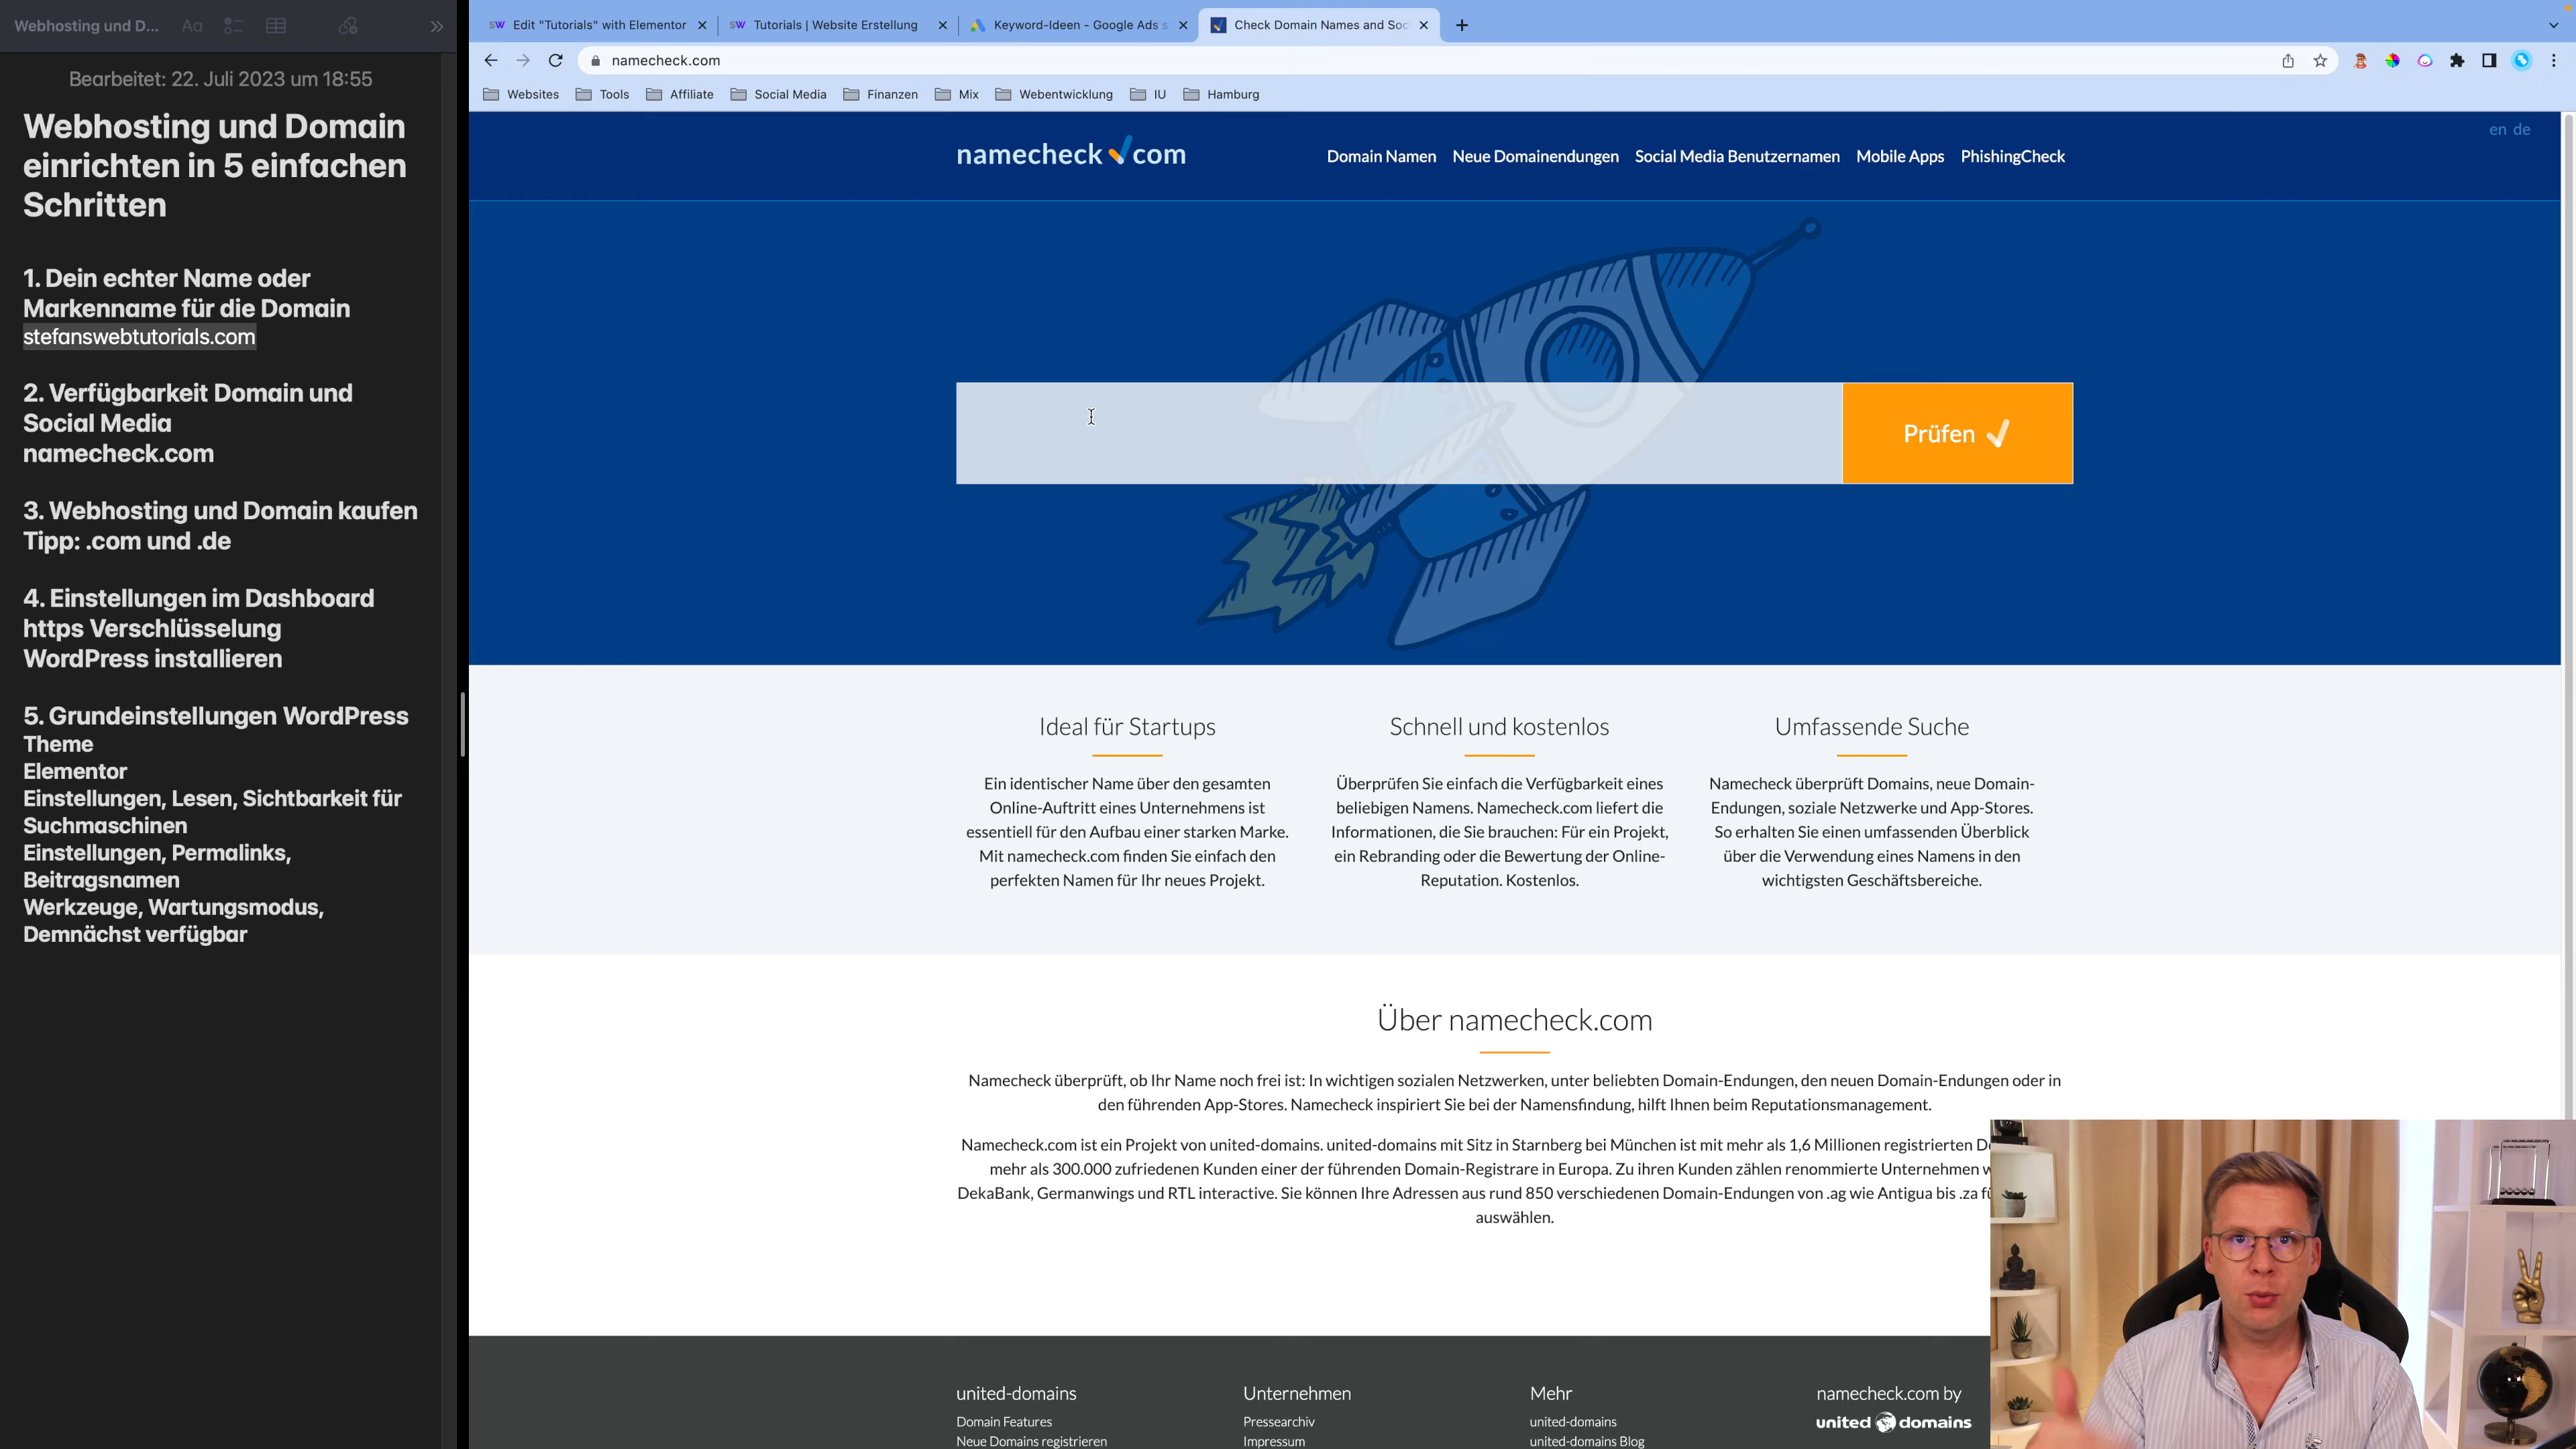 Webhosting und D...
Aa
Bearbeitet: 22. Juli 2023 um 18:55
Webhosting und Domain
einrichten in 5 einfachen
Schritten
1. Dein echter Name oder
Markenname für die Domain
stefanswebtutorials.com
2. Verfügbarkeit Domain und
Social Media
namecheck.com
3. Webhosting und Domain kaufen
Tipp: .com und .de
4. Einstellungen im Dashboard
https Verschlüsselung
WordPress installieren
5. Grundeinstellungen WordPress
Theme
Elementor
Einstellungen, Lesen, Sichtbarkeit für
Suchmaschinen
Einstellungen, Permalinks,
Beitragsnamen
Werkzeuge, Wartungsmodus,
Demnächst verfügbar
Edit "Tutorials" with Elementor
Tutorials | Website Erstellung
Keyword-Ideen - Google Ads
Check Domain Names and Soc
namecheck.com
Websites Tools Affiliate Social Media Finanzen Mix Webentwicklung IU Hamburg
en de
namecheck com
Domain Namen Neue Domainendungen Social Media Benutzernamen Mobile Apps PhishingCheck
Prüfen
Ideal für Startups
Ein identischer Name über den gesamten
Online-Auftritt eines Unternehmens ist
essentiell für den Aufbau einer starken Marke.
Mit namecheck.com finden Sie einfach den
perfekten Namen für Ihr neues Projekt.
Schnell und kostenlos
Überprüfen Sie einfach die Verfügbarkeit eines
beliebigen Namens. Namecheck.com liefert die
Informationen, die Sie brauchen: Für ein Projekt,
ein Rebranding oder die Bewertung der Online-
Reputation. Kostenlos.
Umfassende Suche
Namecheck überprüft Domains, neue Domain-
Endungen, soziale Netzwerke und App-Stores.
So erhalten Sie einen umfassenden Überblick
über die Verwendung eines Namens in den
wichtigsten Geschäftsbereiche.
Über namecheck.com
Namecheck überprüft, ob Ihr Name noch frei ist: In wichtigen sozialen Netzwerken, unter beliebten Domain-Endungen, den neuen Domain-Endungen oder in
den führenden App-Stores. Namecheck inspiriert Sie bei der Namensfindung, hilft Ihnen beim Reputationsmanagement.
Namecheck.com ist ein Projekt von united-domains. united-domains mit Sitz in Starnberg bei München ist mit mehr als 1,6 Millionen registrierten
mehr als 300.000 zufriedenen Kunden einer der führenden Domain-Registrare in Europa. Zu ihren Kunden zählen renommierte Unternehmen
DekaBank, Germanwings und RTL interactive. Sie können Ihre Adressen aus rund 850 verschiedenen Domain-Endungen von .ag wie Antigua bis .za
auswählen.
united-domains
Domain Features
Neue Domains registrieren
Unternehmen
Pressearchiv
Impressum
Mehr
united-domains
united-domains Blog
namecheck.com by
united domains